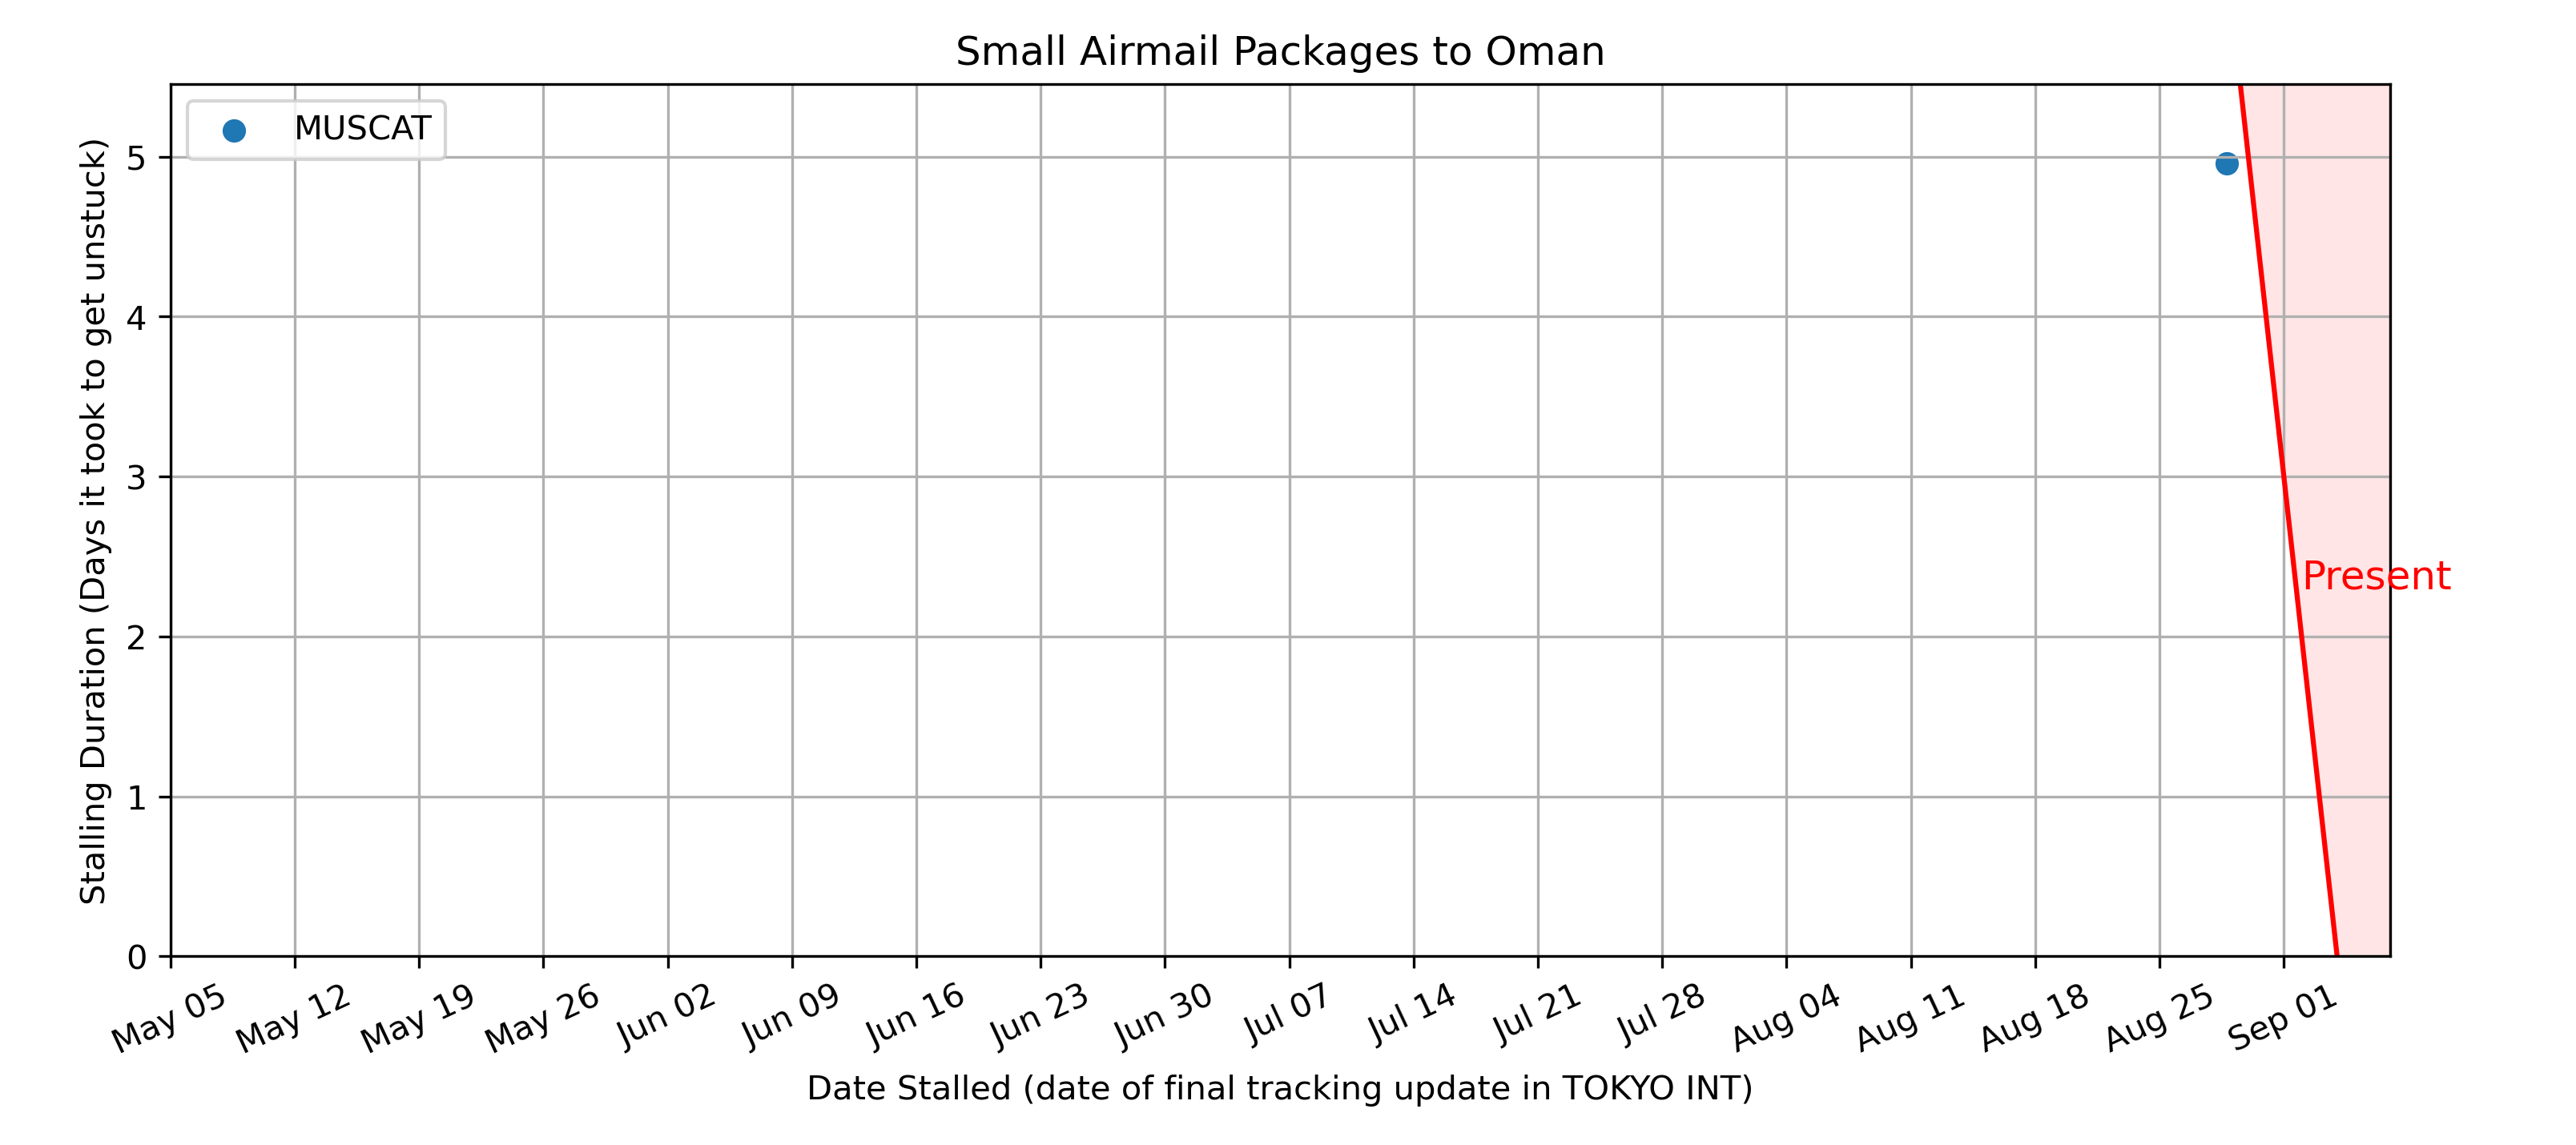 Small Airmail Packages to Oman
MUSCAT
Stalling Duration (Days it took to get unstuck)
5
4
3
2
1
0
Present
May 05
May 12
May 19
May 26
Jun 02
Jun 09
Jun 16
Jun 23
Jun 30
Jul 07
Jul 14
Jul 21
Jul 28
Aug 04
Aug 11
Aug 18
Aug 25
Sep 01
Date Stalled (date of final tracking update in TOKYO INT)